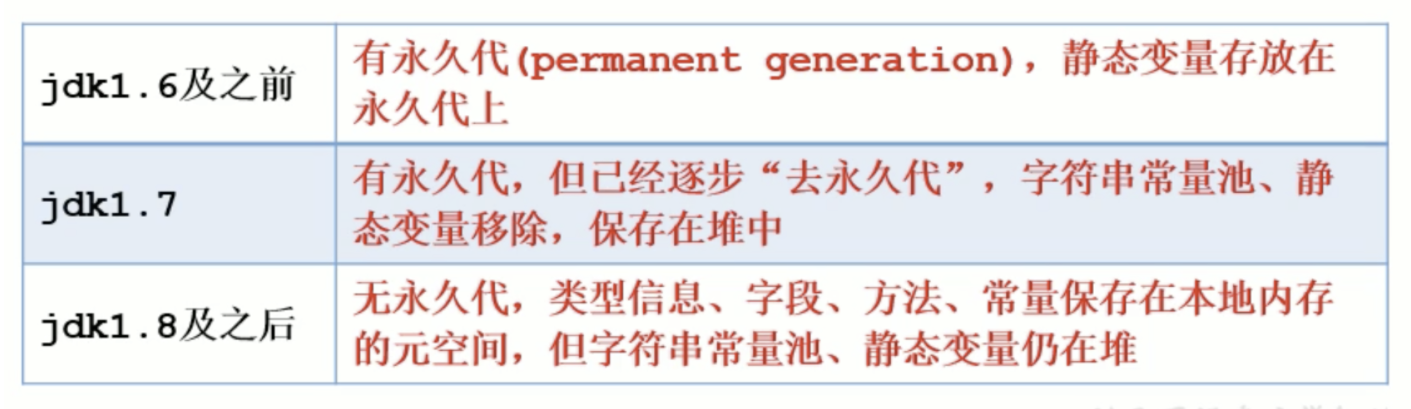 jdk1.6及之前
有永久代(permanent generation)，静态变量存放在
永久代上
jdk1.7
有永久代，但已经逐步“去永久代”，字符串常量池、静
态变量移除，保存在堆中
jdk1.8及之后
无永久代，类型信息、字段、方法、常量保存在本地内存
的元空间，但字符串常量池、静态变量仍在堆